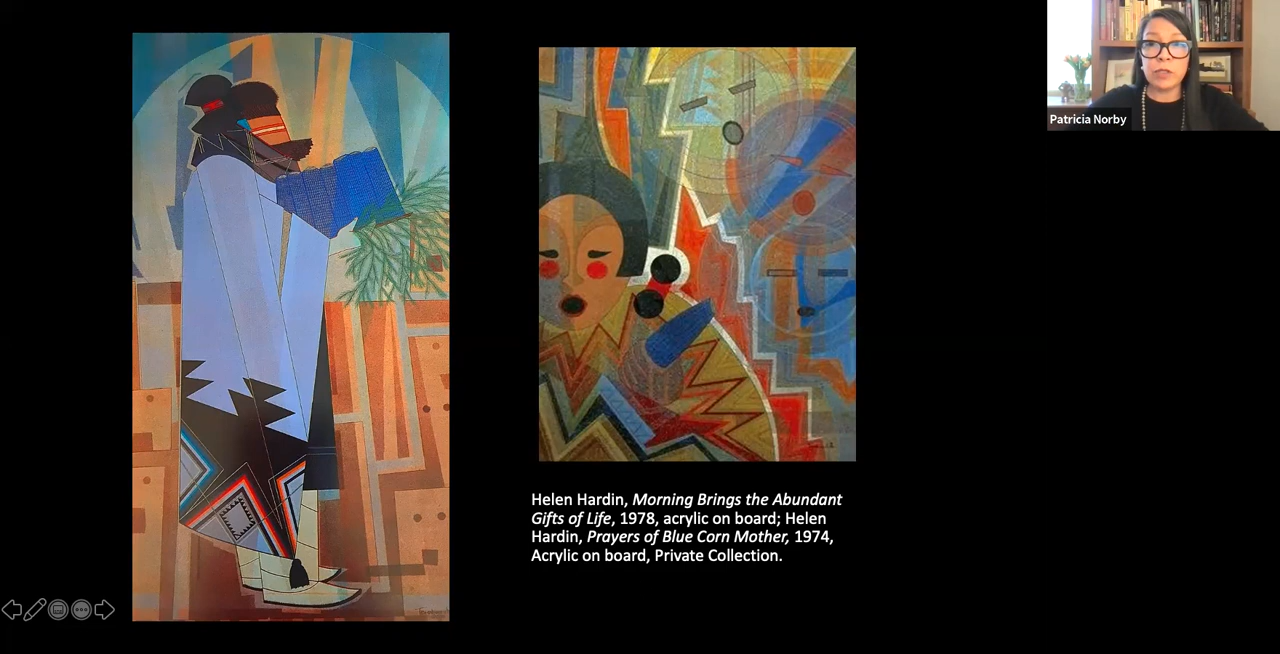 Patricia Norby
Helen Hardin, Morning Brings the Abundant
Gifts of Life, 1978, acrylic on board; Helen
Hardin, Prayers of Blue Corn Mother, 1974,
Acrylic on board, Private Collection.